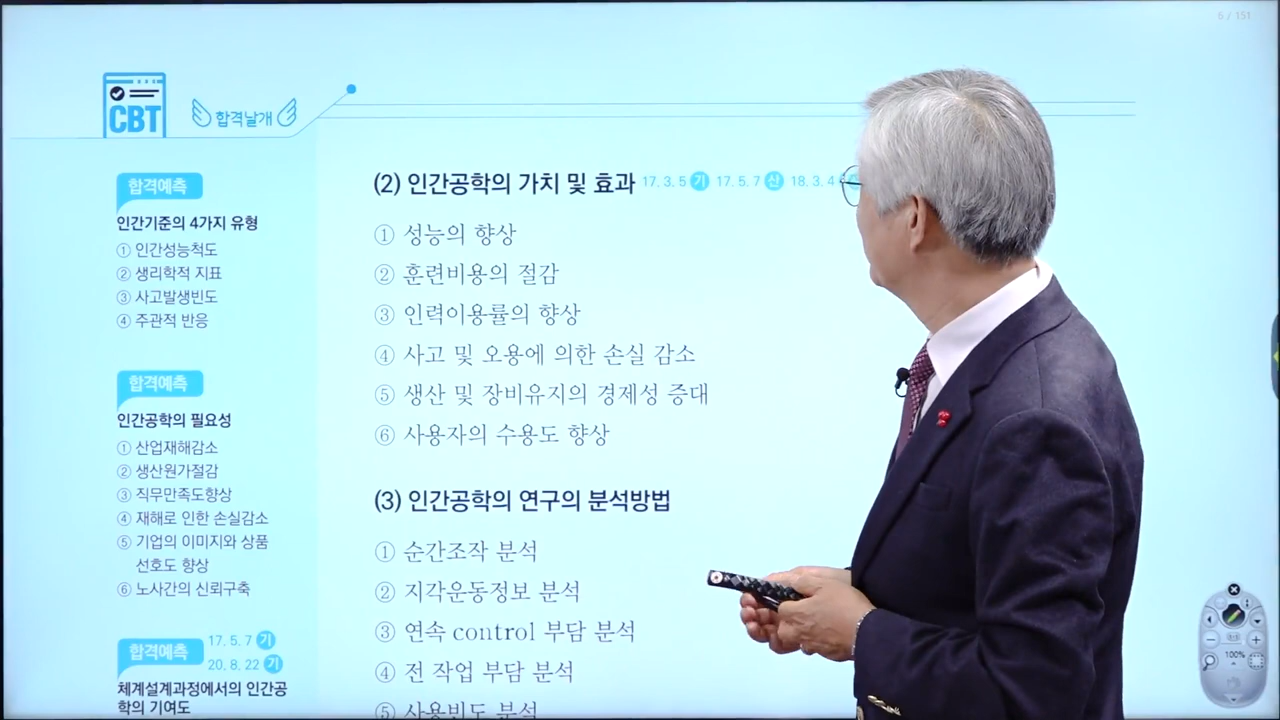 6 / 151
CBT
합격날개
합격예측
인간기준의 4가지 유형
① 인간성능척도
② 생리학적 지표
③ 사고발생빈도
④ 주관적 반응
합격예측
인간공학의 필요성
① 산업재해감소
② 생산원가절감
③ 직무만족도향상
④ 재해로 인한 손실감소
⑤ 기업의 이미지와 상품
선호도 향상
⑥ 노사간의 신뢰구축
합격예측 17. 5. 7 기
20. 8. 22 기
체계설계과정에서의 인간공
학의 기여도
(2) 인간공학의 가치 및 효과 17. 3. 5 기 17. 5. 7 산 18. 3. 4
① 성능의 향상
② 훈련비용의 절감
③ 인력이용률의 향상
④ 사고 및 오용에 의한 손실 감소
⑤ 생산 및 장비유지의 경제성 증대
⑥ 사용자의 수용도 향상
(3) 인간공학의 연구의 분석방법
① 순간조작 분석
② 지각운동정보 분석
③ 연속 control 부담 분석
④ 전 작업 부담 분석
⑤ 사용빈도 분석
100%